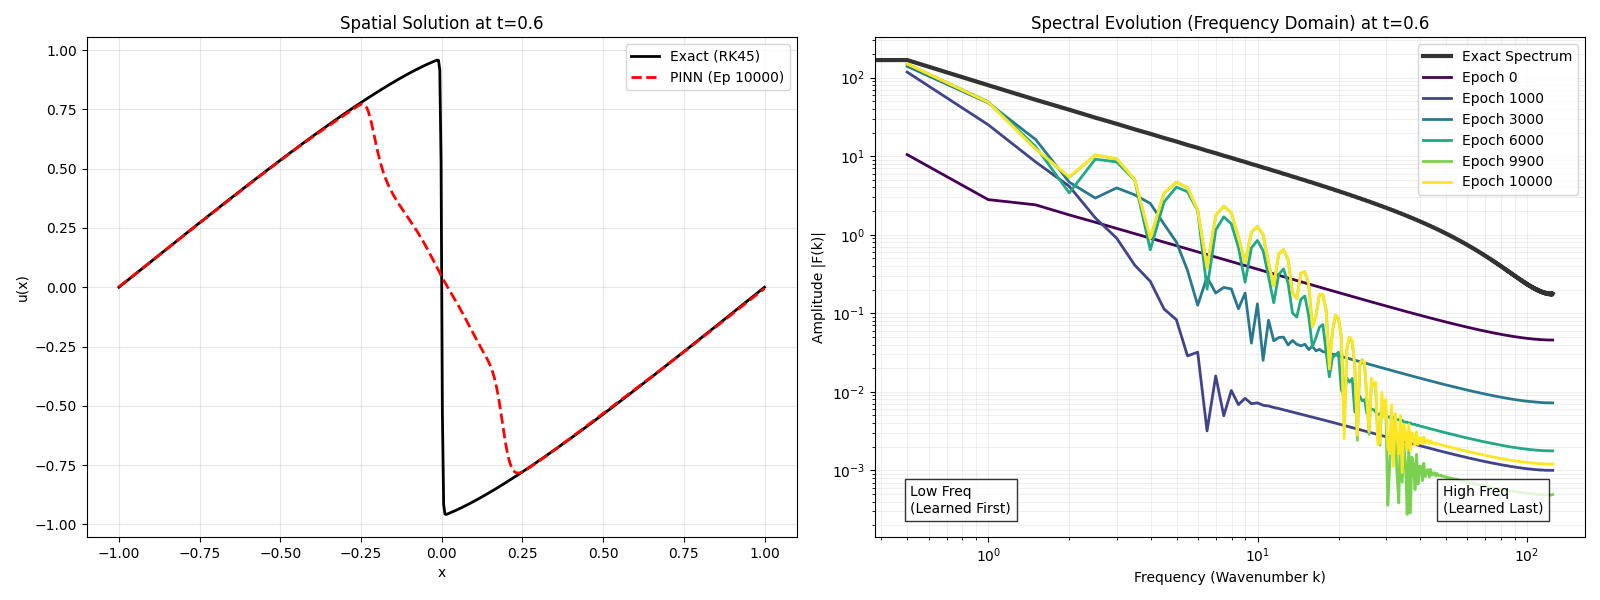 Spatial Solution at t=0.6
Exact (RK45)
PINN (Ep 10000)
1.00
0.75
0.50
0.25
0.00
−0.25
−0.50
−0.75
−1.00
u(x)
−1.00
−0.75
−0.50
−0.25
0.00
0.25
0.50
0.75
1.00
x
Spectral Evolution (Frequency Domain) at t=0.6
Exact Spectrum
Epoch 0
Epoch 1000
Epoch 3000
Epoch 6000
Epoch 9900
Epoch 10000
10²
10¹
10⁰
10⁻¹
10⁻²
10⁻³
Amplitude |F(k)|
Low Freq
(Learned First)
High Freq
(Learned Last)
10⁰
10¹
10²
Frequency (Wavenumber k)